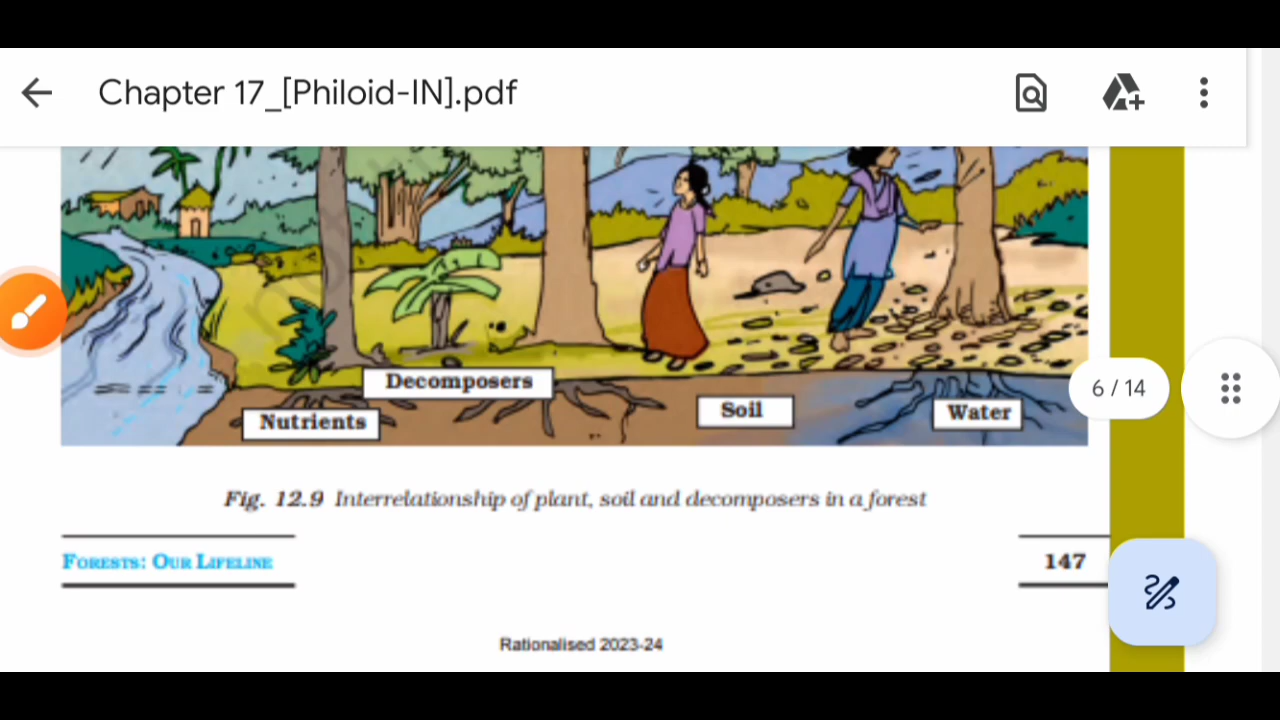 Chapter 17_[Philoid-IN].pdf
Decomposers
Nutrients
Soil
Water
6 / 14
Fig. 12.9 Interrelationship of plant, soil and decomposers in a forest
FORESTS: OUR LIFELINE
147
Rationalised 2023-24